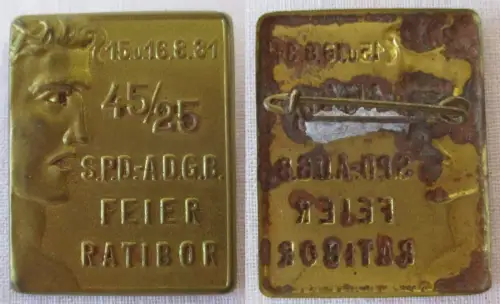 15.u.16.8.31
45/25
S.P.D.-A.D.G.B.
FEIER
RATIBOR